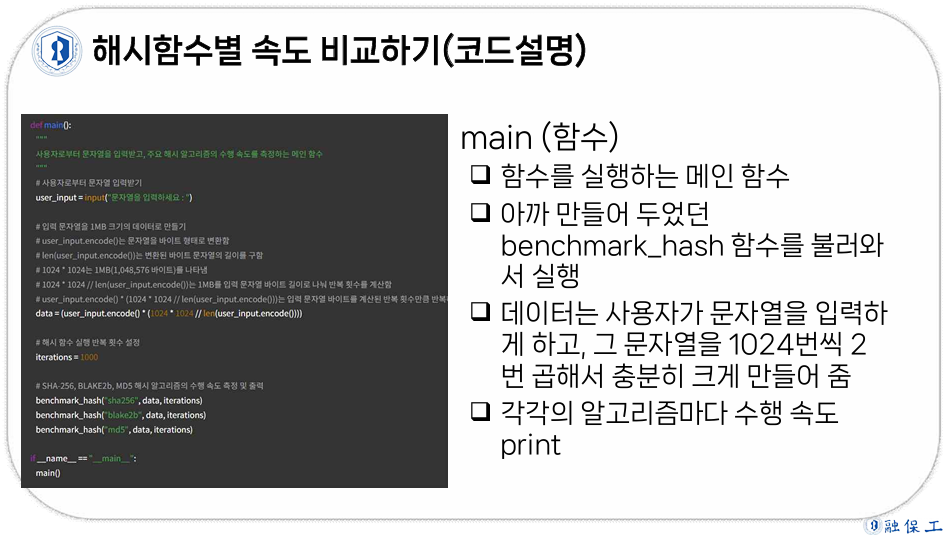 해시함수별 속도 비교하기(코드설명)
def main():
"""
사용자로부터 문자열을 입력받고, 주요 해시 알고리즘의 수행 속도를 측정하는 메인 함수
"""
# 사용자로부터 문자열 입력받기
user_input = input("문자열을 입력하세요 : ")
# 입력 문자열을 1MB 크기의 데이터로 만들기
# user_input.encode()는 문자열을 바이트 형태로 변환함
# len(user_input.encode())는 변환된 바이트 문자열의 길이를 구함
# 1024 * 1024는 1MB(1,048,576 바이트)를 나타냄
# 1024 * 1024 // len(user_input.encode())는 1MB를 입력 문자열 바이트 길이로 나눠 반복 횟수를 계산함
# user_input.encode() * (1024 * 1024 // len(user_input.encode()))는 입력 문자열 바이트를 계산된 반복 횟수만큼 반복
data = (user_input.encode() * (1024 * 1024 // len(user_input.encode())))
# 해시 함수 실행 반복 횟수 설정
iterations = 1000
# SHA-256, BLAKE2b, MD5 해시 알고리즘의 수행 속도 측정 및 출력
benchmark_hash("sha256", data, iterations)
benchmark_hash("blake2b", data, iterations)
benchmark_hash("md5", data, iterations)
if __name__ == "__main__":
main()
main (함수)
함수를 실행하는 메인 함수
아까 만들어 두었던
benchmark_hash 함수를 불러와
서 실행
데이터는 사용자가 문자열을 입력하
게 하고, 그 문자열을 1024번씩 2
번 곱해서 충분히 크게 만들어 줌
각각의 알고리즘마다 수행 속도
print
融保工